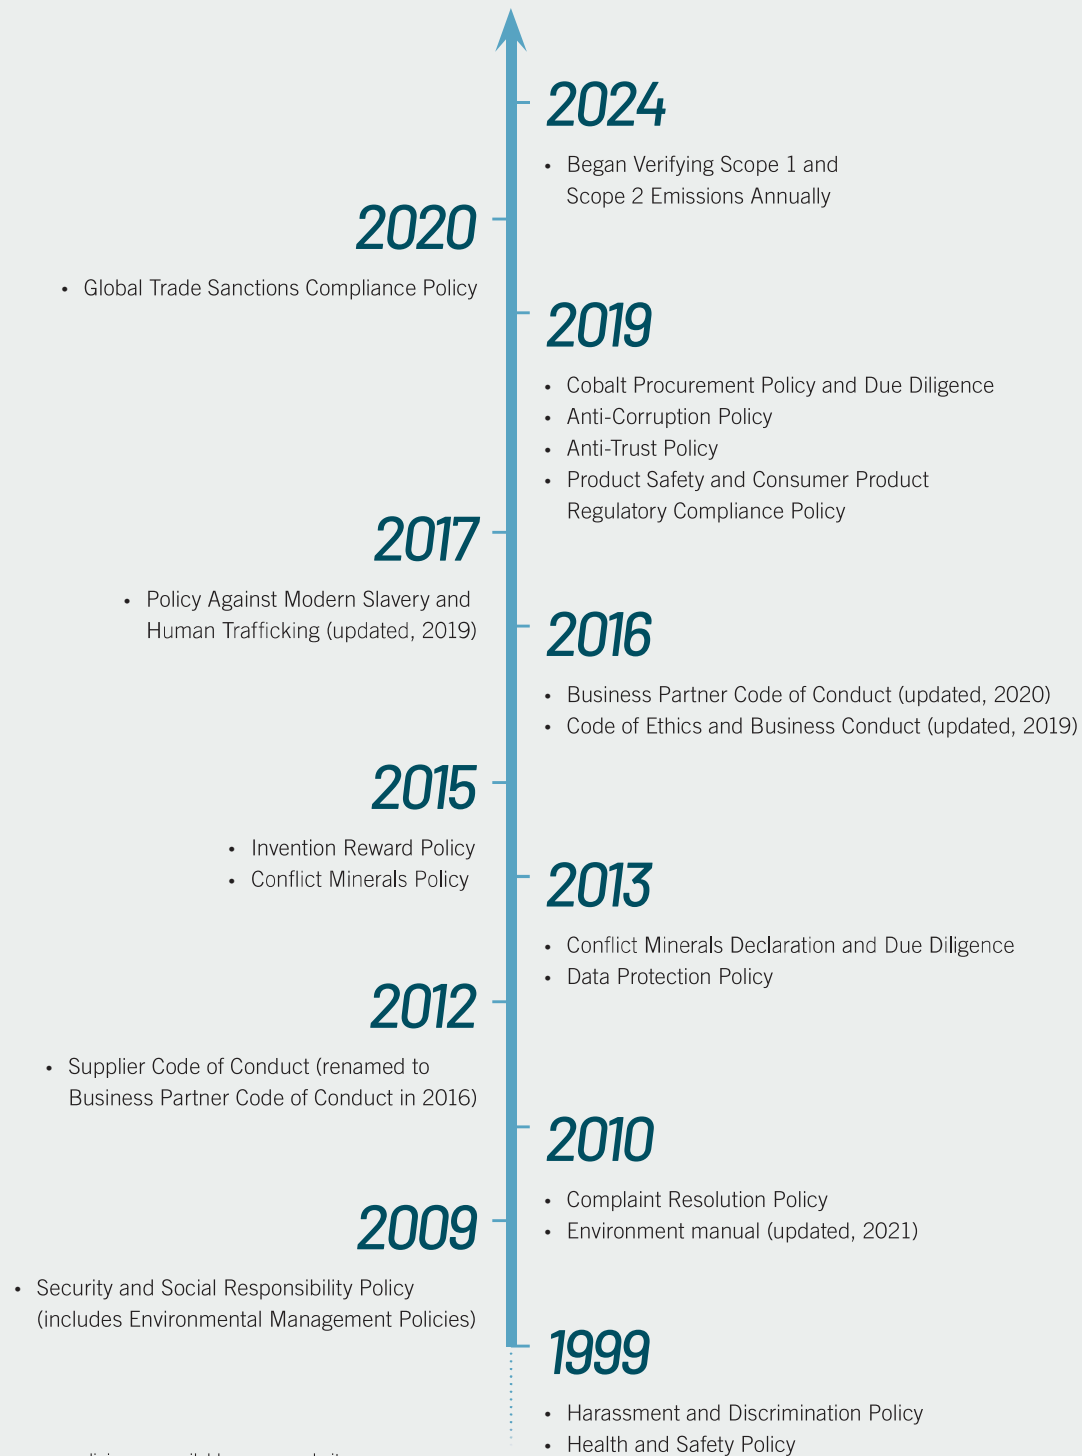 2024
• Began Verifying Scope 1 and
Scope 2 Emissions Annually
2020
• Global Trade Sanctions Compliance Policy
2019
• Cobalt Procurement Policy and Due Diligence
• Anti-Corruption Policy
• Anti-Trust Policy
• Product Safety and Consumer Product
Regulatory Compliance Policy
2017
• Policy Against Modern Slavery and
Human Trafficking (updated, 2019)
2016
• Business Partner Code of Conduct (updated, 2020)
• Code of Ethics and Business Conduct (updated, 2019)
2015
• Invention Reward Policy
• Conflict Minerals Policy
2013
• Conflict Minerals Declaration and Due Diligence
• Data Protection Policy
2012
• Supplier Code of Conduct (renamed to
Business Partner Code of Conduct in 2016)
2010
• Complaint Resolution Policy
• Environment manual (updated, 2021)
2009
• Security and Social Responsibility Policy
(includes Environmental Management Policies)
1999
• Harassment and Discrimination Policy
• Health and Safety Policy